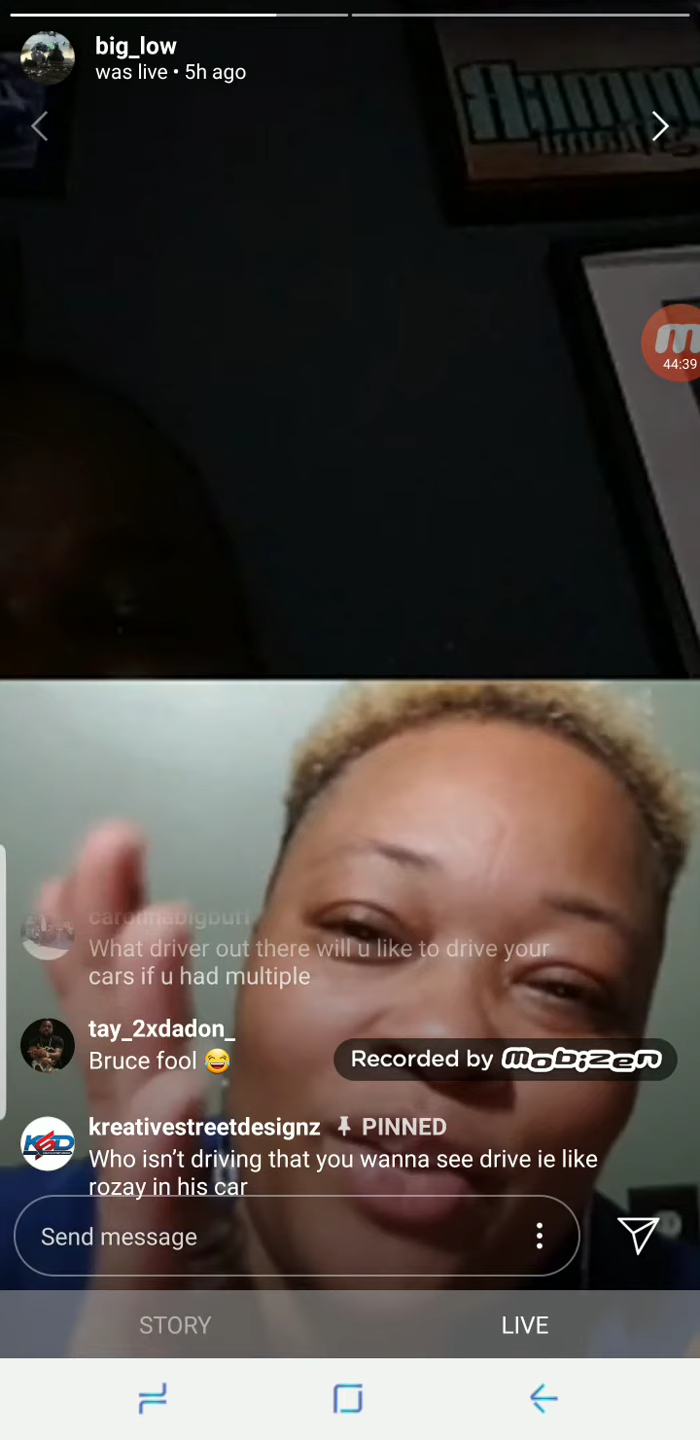 big_low
was live • 5h ago
44:39
What driver out there will u like to drive your
cars if u had multiple
tay_2xdadon_
Bruce fool 😂
Recorded by mobizen
kreativestreetdesignz PINNED
KSD
Who isn't driving that you wanna see drive ie like
rozay in his car
Send message
STORY
LIVE